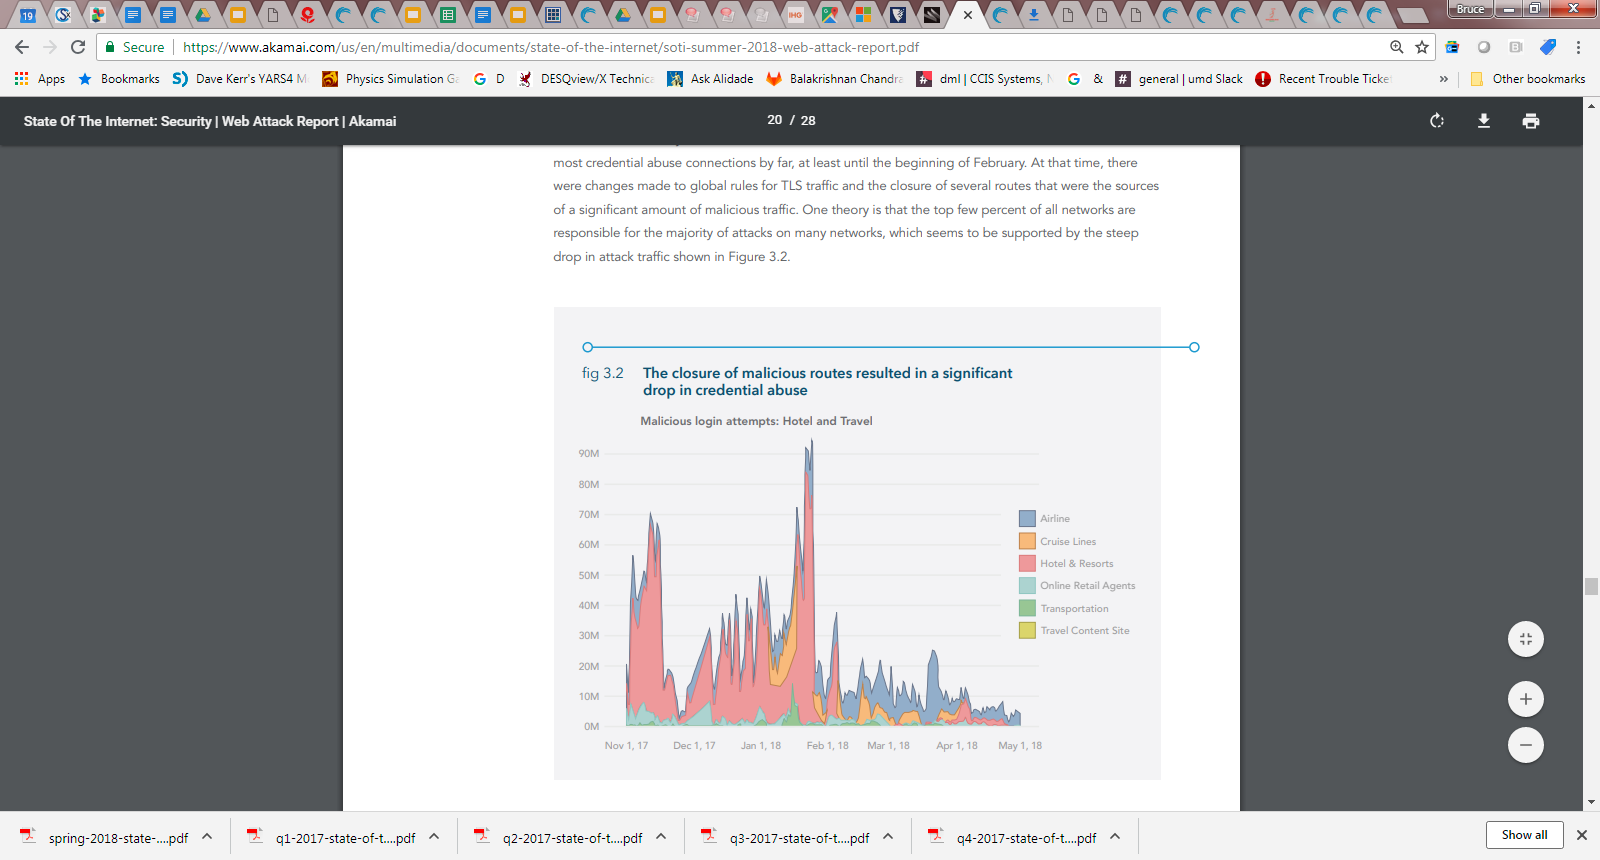 Bruce
19
IMG
Secure
https://www.akamai.com/us/en/multimedia/documents/state-of-the-internet/soti-summer-2018-web-attack-report.pdf
Apps
Bookmarks
Dave Kerr's YARS4 M
Physics Simulation Ga
G D
DESQview/X Technica
Ask Alidade
Balakrishnan Chandra
dml | CCIS Systems, N
G &
# general | umd Slack
Recent Trouble Ticke
»
Other bookmarks
State Of The Internet: Security | Web Attack Report | Akamai
20 / 28
most credential abuse connections by far, at least until the beginning of February. At that time, there
were changes made to global rules for TLS traffic and the closure of several routes that were the sources
of a significant amount of malicious traffic. One theory is that the top few percent of all networks are
responsible for the majority of attacks on many networks, which seems to be supported by the steep
drop in attack traffic shown in Figure 3.2.
fig 3.2 The closure of malicious routes resulted in a significant
drop in credential abuse
Malicious login attempts: Hotel and Travel
90M
80M
70M
60M
50M
40M
30M
20M
10M
0M
Nov 1, 17 Dec 1, 17 Jan 1, 18 Feb 1, 18 Mar 1, 18 Apr 1, 18 May 1, 18
Airline
Cruise Lines
Hotel & Resorts
Online Retail Agents
Transportation
Travel Content Site
spring-2018-state-....pdf
q1-2017-state-of-t....pdf
q2-2017-state-of-t....pdf
q3-2017-state-of-t....pdf
q4-2017-state-of-t....pdf
Show all